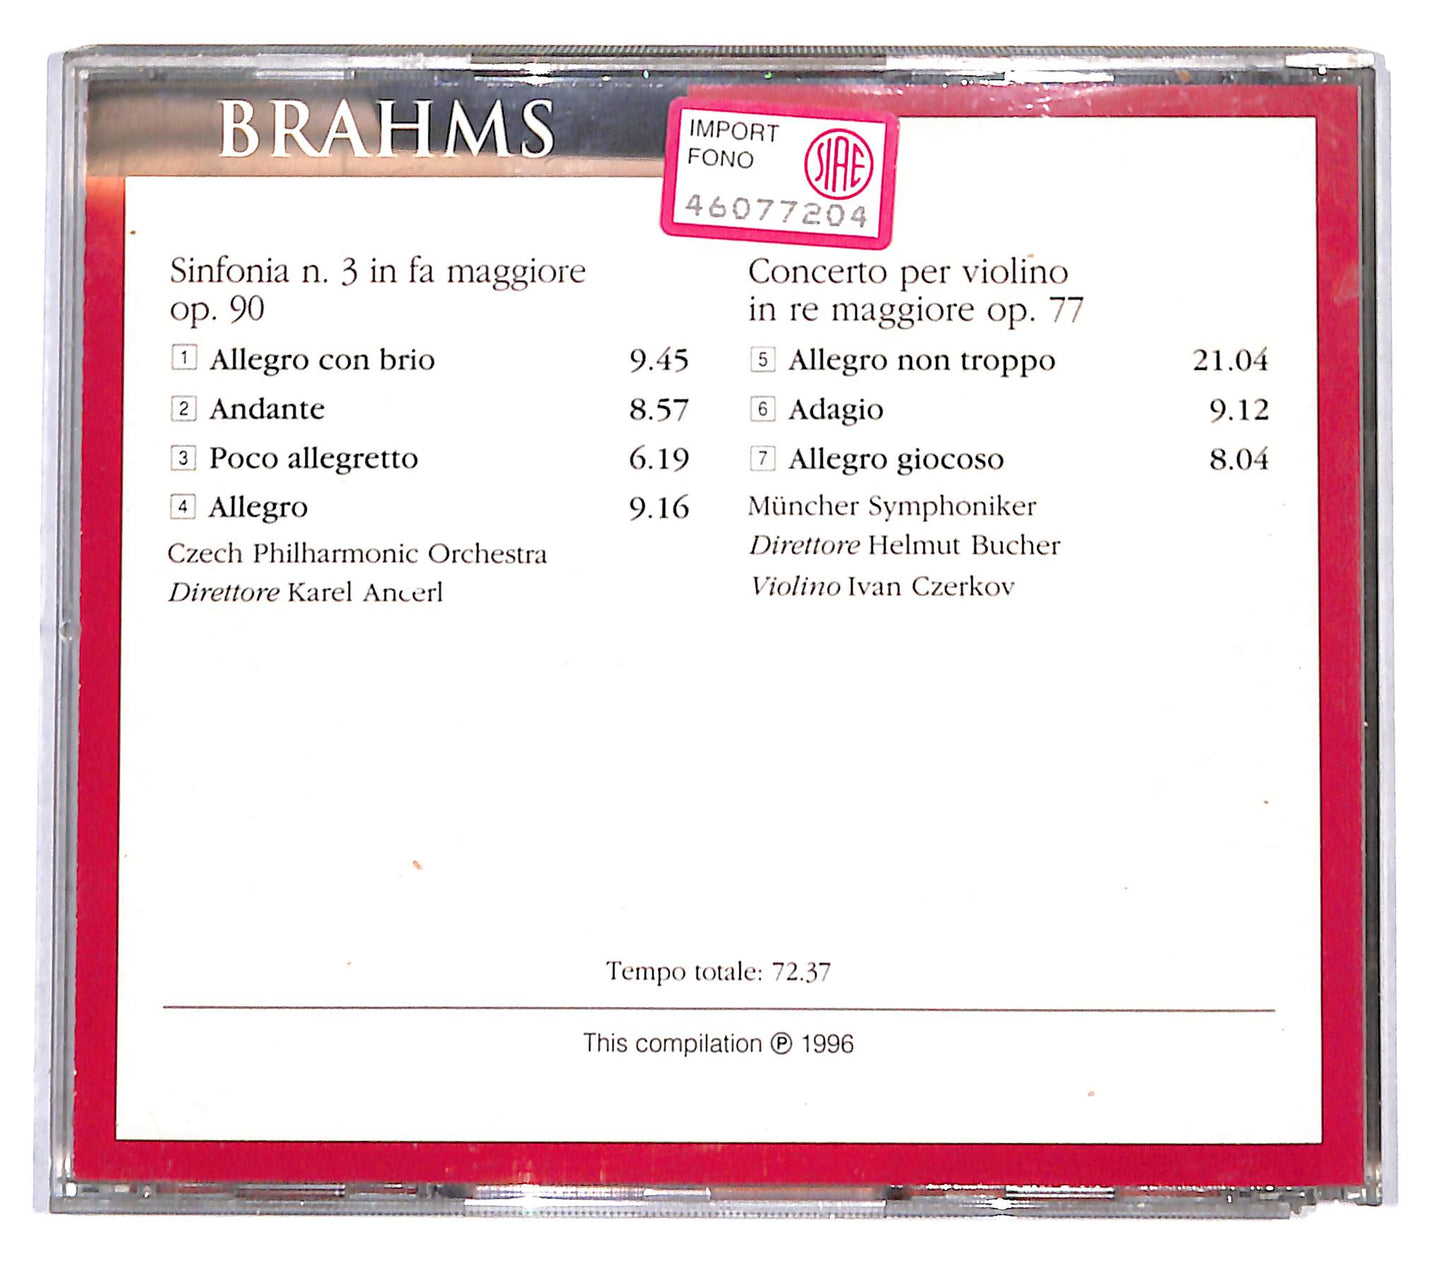 BRAHMS
IMPORT
FONO
SIAE
46077204
Sinfonia n. 3 in fa maggiore
op. 90
1 Allegro con brio 9.45
2 Andante 8.57
3 Poco allegretto 6.19
4 Allegro 9.16
Czech Philharmonic Orchestra
Direttore Karel Ancerl
Concerto per violino
in re maggiore op. 77
5 Allegro non troppo 21.04
6 Adagio 9.12
7 Allegro giocoso 8.04
Müncher Symphoniker
Direttore Helmut Bucher
Violino Ivan Czerkov
Tempo totale: 72.37
This compilation ℗ 1996